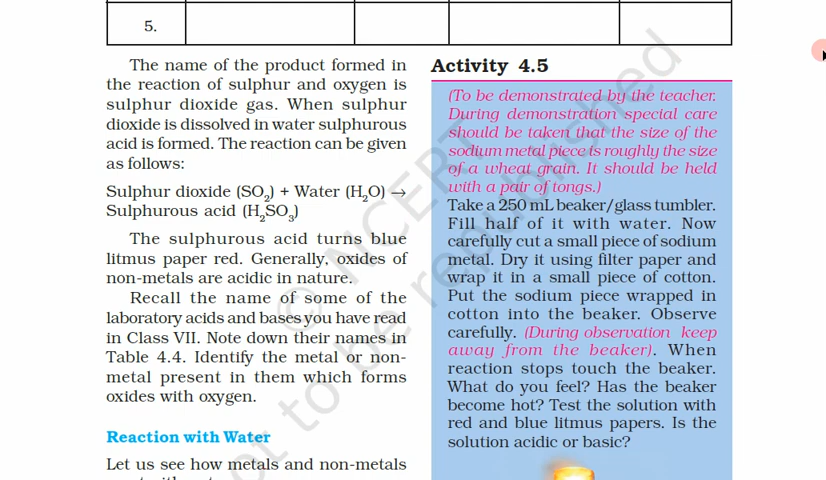 5.
The name of the product formed in
the reaction of sulphur and oxygen is
sulphur dioxide gas. When sulphur
dioxide is dissolved in water sulphurous
acid is formed. The reaction can be given
as follows:
Sulphur dioxide (SO₂) + Water (H₂O) →
Sulphurous acid (H₂SO₃)
The sulphurous acid turns blue
litmus paper red. Generally, oxides of
non-metals are acidic in nature.
Recall the name of some of the
laboratory acids and bases you have read
in Class VII. Note down their names in
Table 4.4. Identify the metal or non-
metal present in them which forms
oxides with oxygen.
Reaction with Water
Let us see how metals and non-metals
Activity 4.5
(To be demonstrated by the teacher.
During demonstration special care
should be taken that the size of the
sodium metal piece is roughly the size
of a wheat grain. It should be held
with a pair of tongs.)
Take a 250 mL beaker/glass tumbler.
Fill half of it with water. Now
carefully cut a small piece of sodium
metal. Dry it using filter paper and
wrap it in a small piece of cotton.
Put the sodium piece wrapped in
cotton into the beaker. Observe
carefully. (During observation keep
away from the beaker). When
reaction stops touch the beaker.
What do you feel? Has the beaker
become hot? Test the solution with
red and blue litmus papers. Is the
solution acidic or basic?
© NCERT
not to be republished